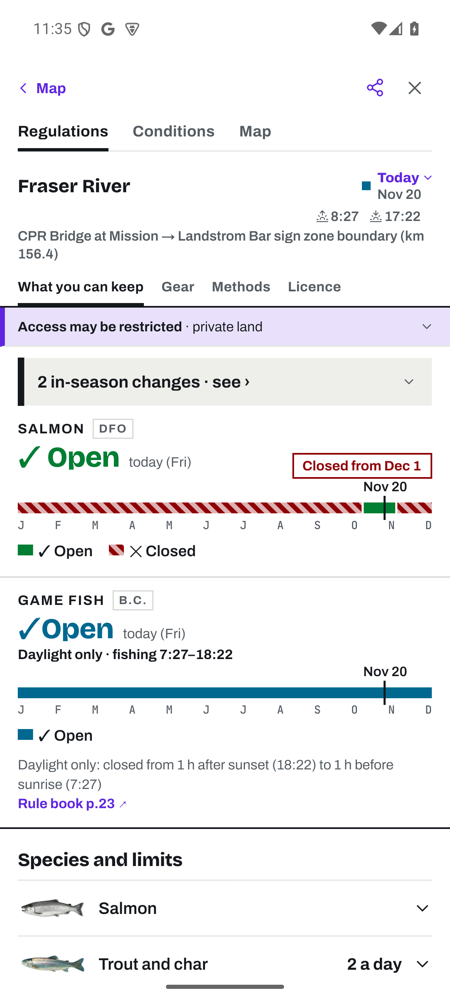 11:35
Map
Regulations Conditions Map
Fraser River
Today
Nov 20
8:27 17:22
CPR Bridge at Mission → Landstrom Bar sign zone boundary (km
156.4)
What you can keep Gear Methods Licence
Access may be restricted · private land
2 in-season changes · see ›
SALMON DFO
✓ Open today (Fri)
Closed from Dec 1
Nov 20
J F M A M J J A S O N D
✓ Open ✕ Closed
GAME FISH B.C.
✓ Open today (Fri)
Daylight only · fishing 7:27–18:22
Nov 20
J F M A M J J A S O N D
✓ Open
Daylight only: closed from 1 h after sunset (18:22) to 1 h before
sunrise (7:27)
Rule book p.23 ↗
Species and limits
Salmon
Trout and char 2 a day